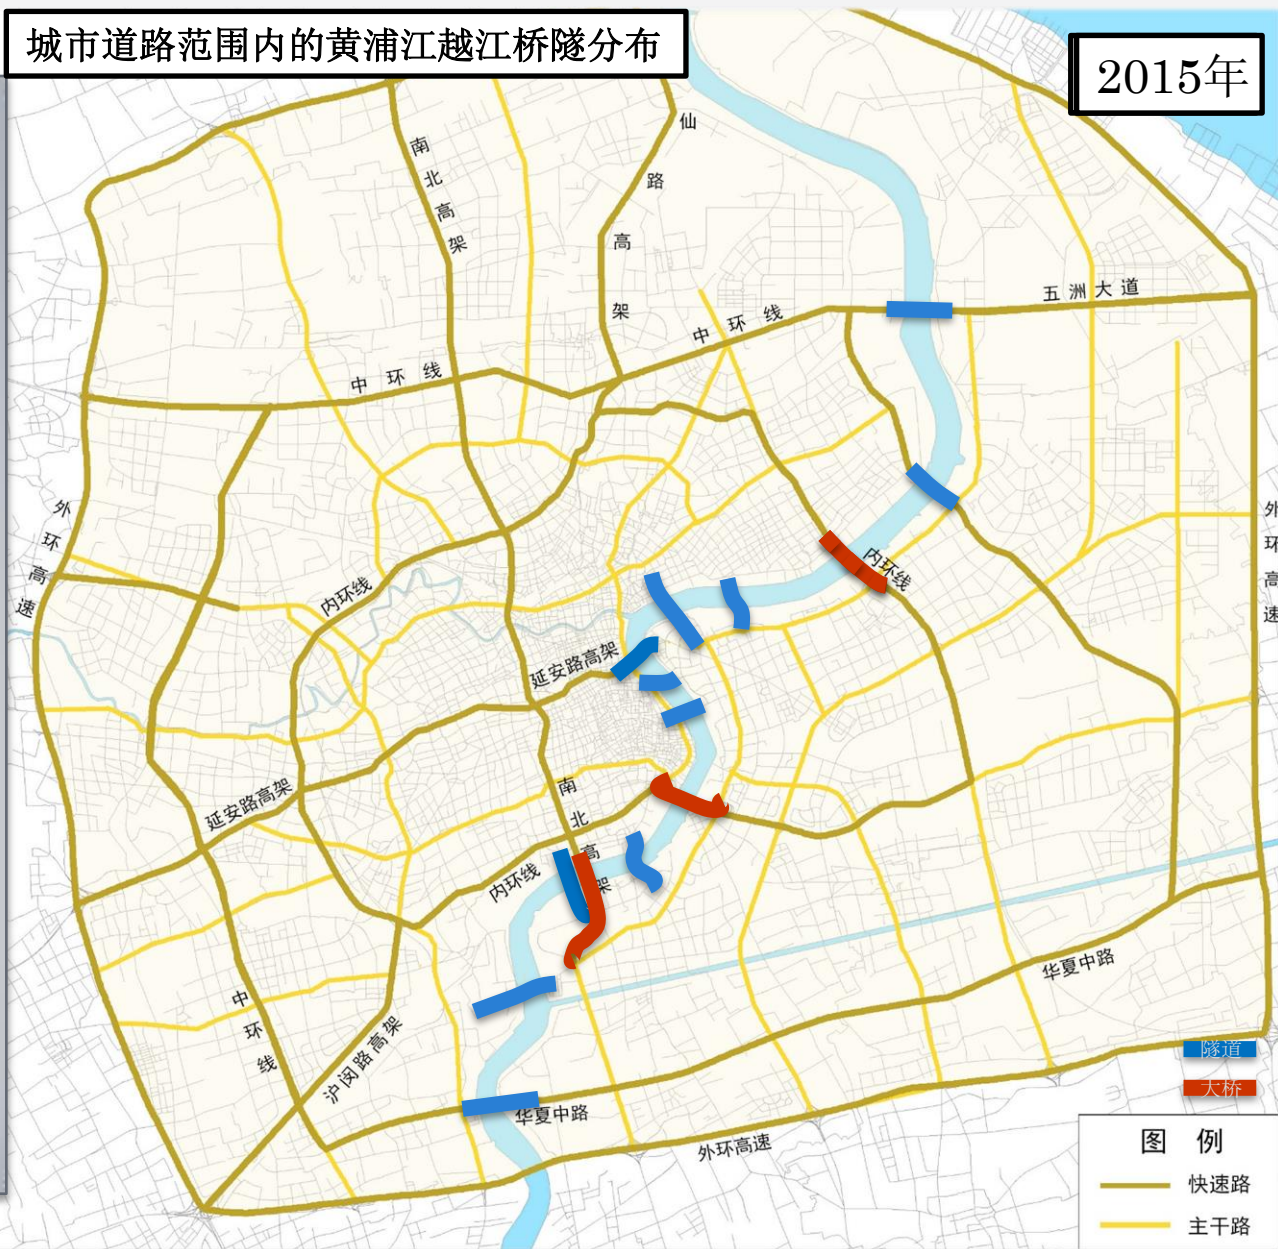 城市道路范围内的黄浦江越江桥隧分布
2015年
南北高架
仙路高架
五洲大道
中环线
中环线
外环高速
外环高速
内环线
内环线
延安路高架
延安路高架
南北高架
内环线
华夏中路
中环线
沪闵路高架
华夏中路
外环高速
隧道
大桥
图 例
快速路
主干路